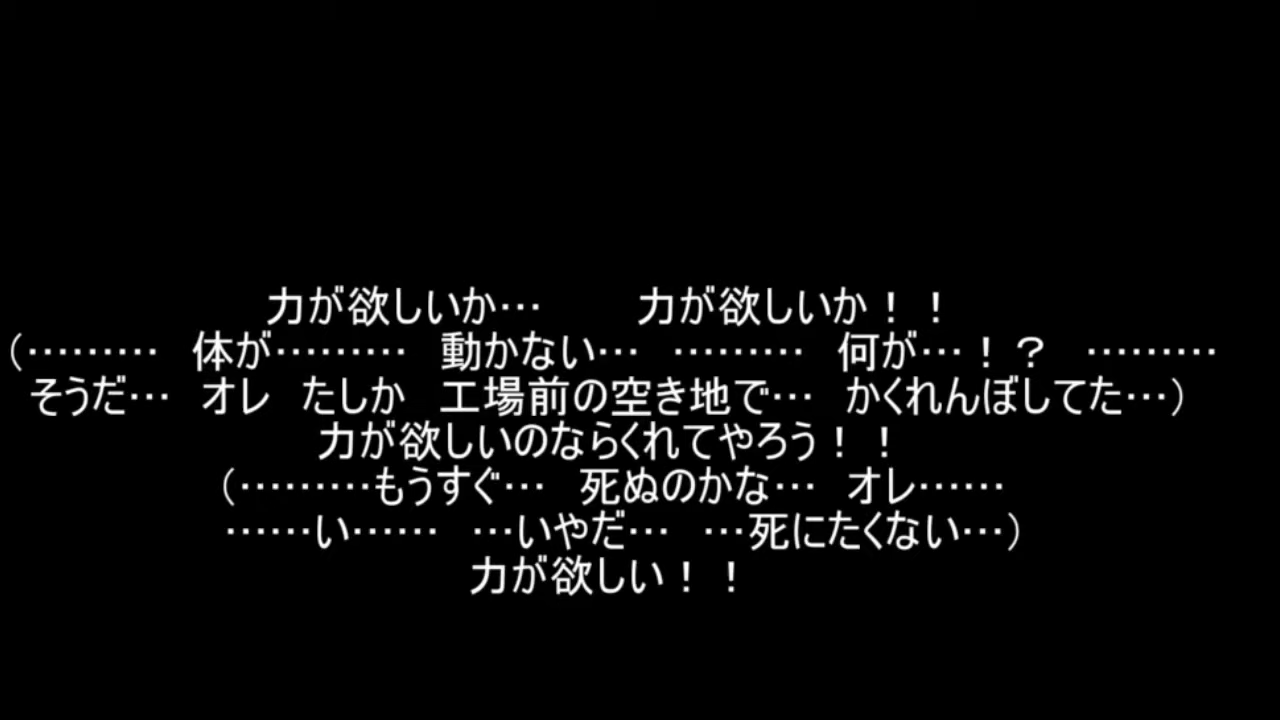 力が欲しいか…　　力が欲しいか！！
（………　体が………　動かない…　………　何が…！？　………
そうだ…　オレ　たしか　工場前の空き地で…　かくれんぼしてた…）
力が欲しいのならくれてやろう！！
（………もうすぐ…　死ぬのかな…　オレ……
……い……　…いやだ…　…死にたくない…）
力が欲しい！！